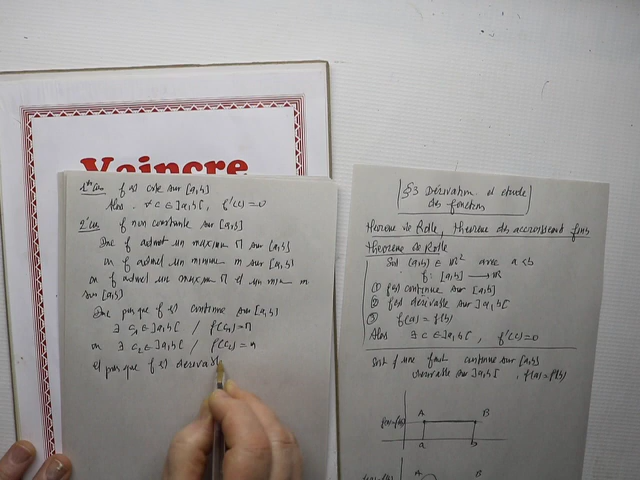 Vaincre
1er cas f est cste sur [a,b]
Alors ∀ c ∈ ]a,b[, f'(c)=0
2e cas f non constante sur [a,b]
Donc f admet un maximum M sur [a,b]
ou f admet un minimum m sur [a,b]
ou f admet un maximum M et un min m
sur [a,b]
Donc puisque f est continue sur [a,b]
∃ c₁ ∈ ]a,b[ / f(c₁)=M
ou ∃ c₂ ∈ ]a,b[ / f(c₂)=m
et puisque f est dérivabl
§3 Dérivation et étude
des fonctions
Théorème de Rolle, théorème des accroissements finis
Théorème de Rolle
Soit (a,b) ∈ ℝ² avec a<b
f: [a,b] → ℝ
① f est continue sur [a,b]
② f est dérivable sur ]a,b[
③ f(a) = f(b)
Alors ∃ c ∈ ]a,b[, f'(c)=0
Soit f une fonct continue sur [a,b]
dérivable sur ]a,b[, f(a)=f(b)
A B
a b
A B